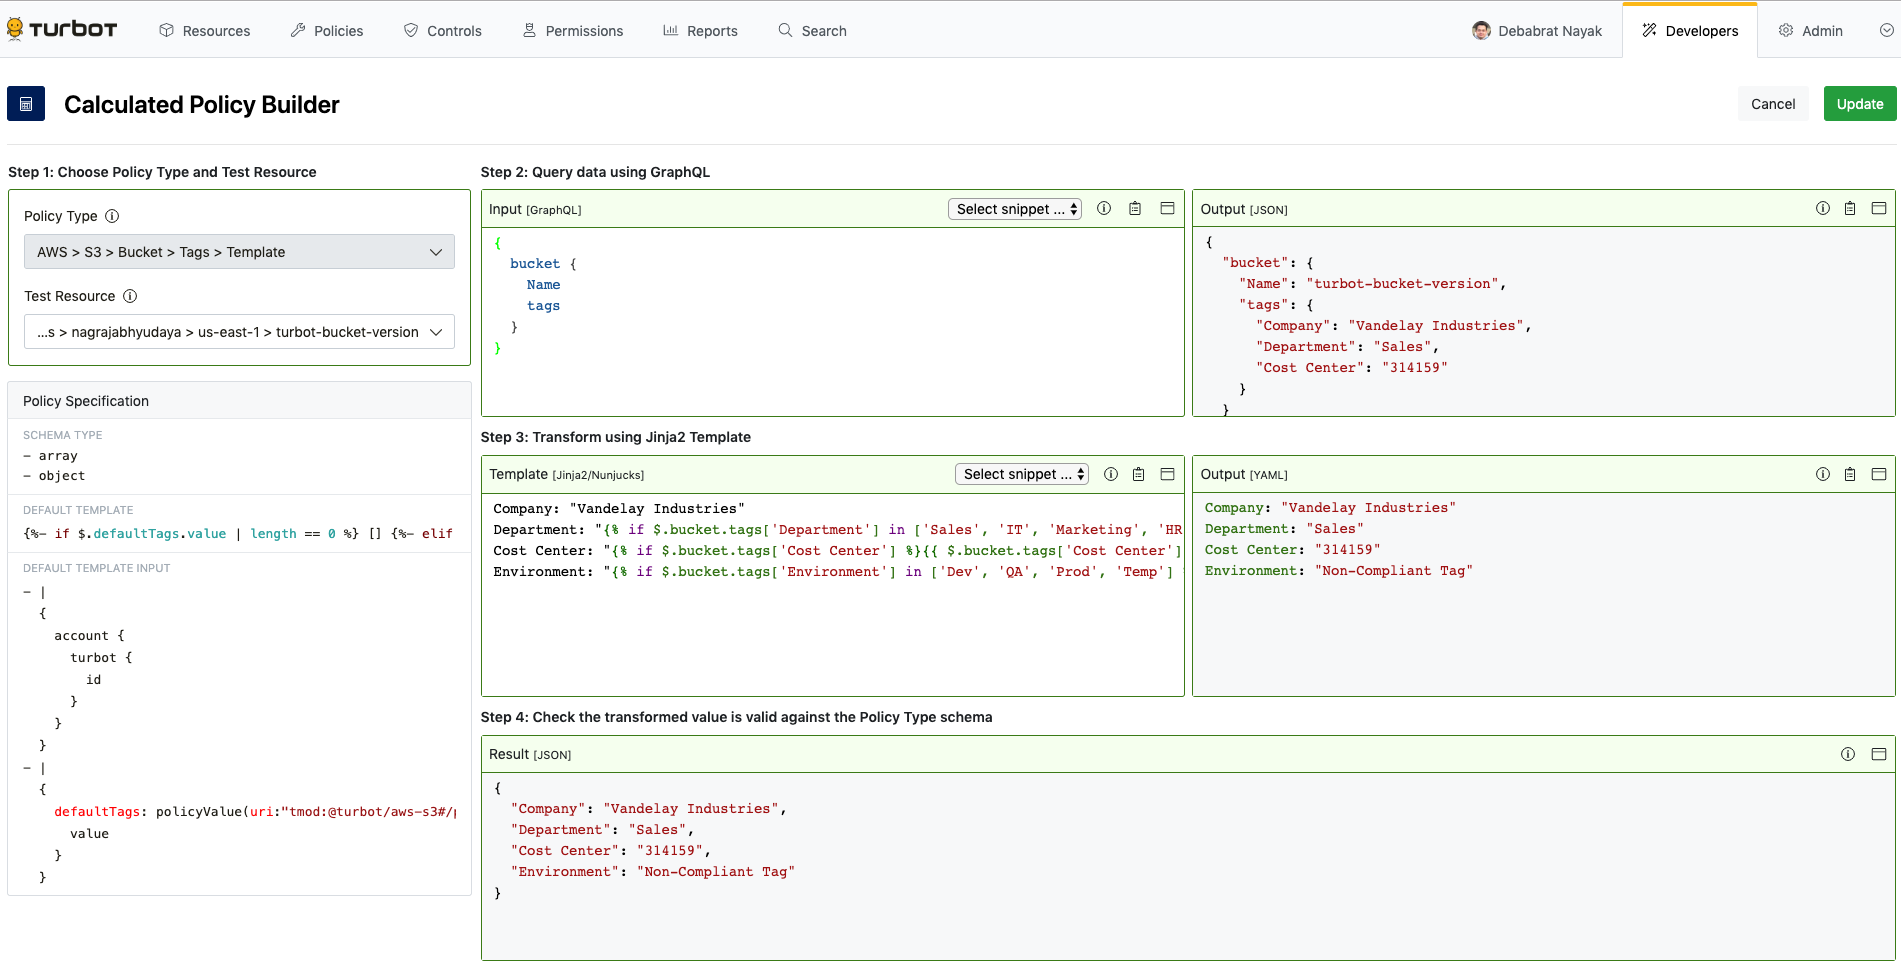 TURBOT
Resources
Policies
Controls
Permissions
Reports
Search
Debabrat Nayak
Developers
Admin
Calculated Policy Builder
Cancel
Update
Step 1: Choose Policy Type and Test Resource
Policy Type
AWS > S3 > Bucket > Tags > Template
Test Resource
...s > nagrajabhyudaya > us-east-1 > turbot-bucket-version
Policy Specification
SCHEMA TYPE
- array
- object
DEFAULT TEMPLATE
{%- if $.defaultTags.value | length == 0 %} [] {%- elif
DEFAULT TEMPLATE INPUT
- |
{
account {
turbot {
id
}
}
}
- |
{
defaultTags: policyValue(uri:"tmod:@turbot/aws-s3#/p
value
}
}
Step 2: Query data using GraphQL
Input [GraphQL]
Select snippet ...
{
bucket {
Name
tags
}
}
Output [JSON]
{
"bucket": {
"Name": "turbot-bucket-version",
"tags": {
"Company": "Vandelay Industries",
"Department": "Sales",
"Cost Center": "314159"
}
}
Step 3: Transform using Jinja2 Template
Template [Jinja2/Nunjucks]
Select snippet ...
Company: "Vandelay Industries"
Department: "{% if $.bucket.tags['Department'] in ['Sales', 'IT', 'Marketing', 'HR
Cost Center: "{% if $.bucket.tags['Cost Center'] %}{{ $.bucket.tags['Cost Center']
Environment: "{% if $.bucket.tags['Environment'] in ['Dev', 'QA', 'Prod', 'Temp']
Output [YAML]
Company: "Vandelay Industries"
Department: "Sales"
Cost Center: "314159"
Environment: "Non-Compliant Tag"
Step 4: Check the transformed value is valid against the Policy Type schema
Result [JSON]
{
"Company": "Vandelay Industries",
"Department": "Sales",
"Cost Center": "314159",
"Environment": "Non-Compliant Tag"
}